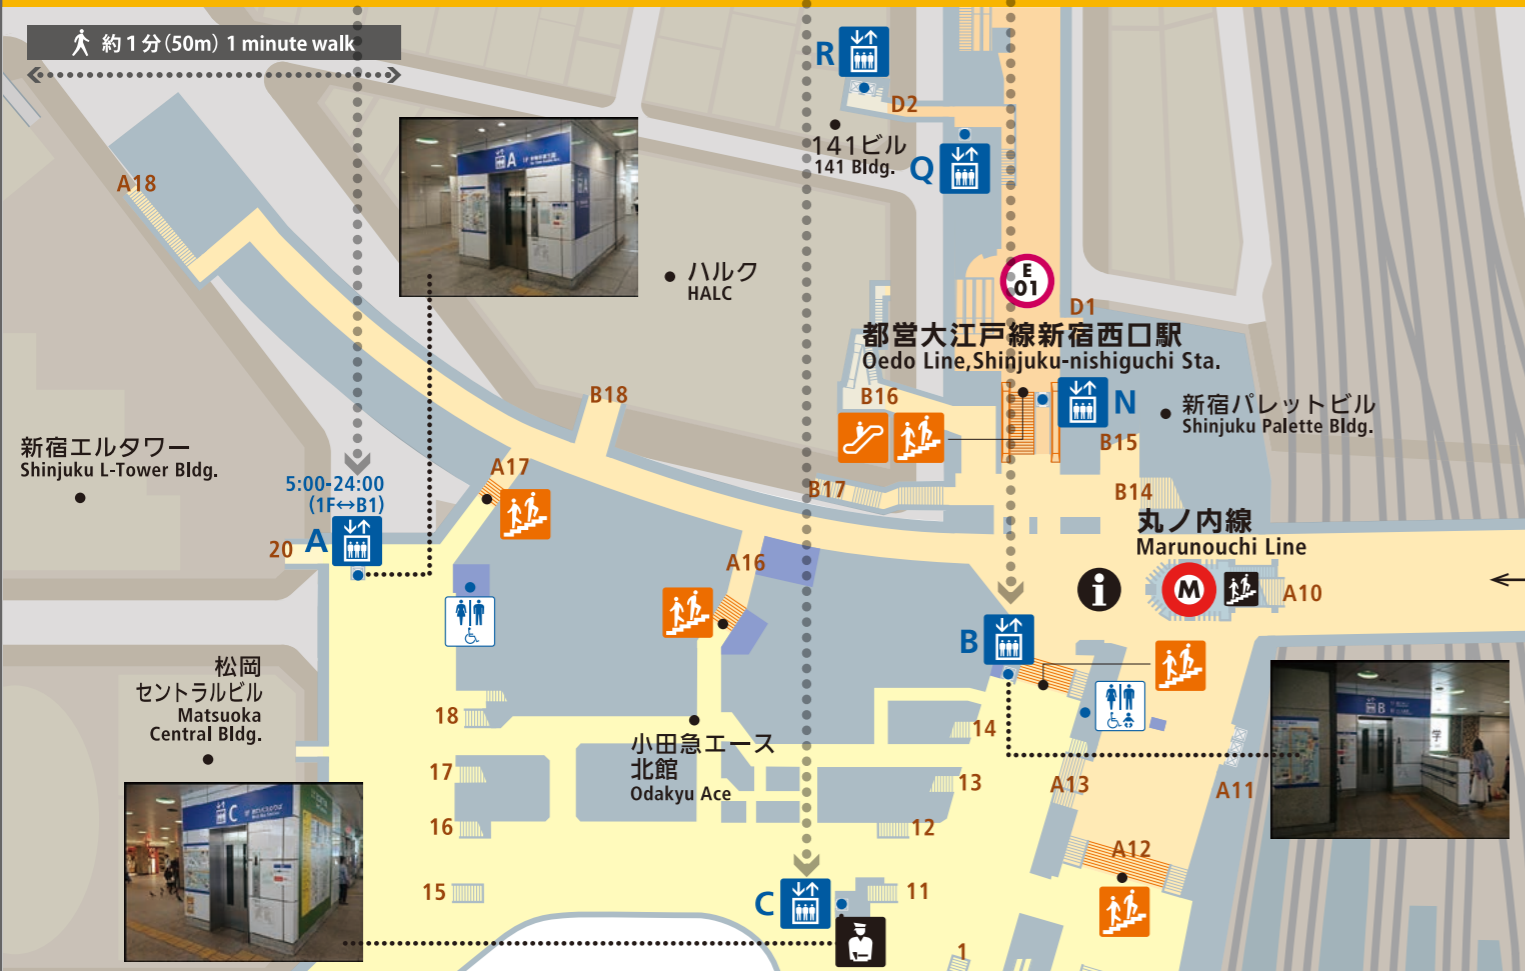 約1分(50m) 1 minute walk
R
D2
141ビル
141 Bldg.
Q
A18
A
ハルク
HALC
E
01
D1
都営大江戸線新宿西口駅
Oedo Line,Shinjuku-nishiguchi Sta.
B18
B16
N
新宿パレットビル
Shinjuku Palette Bldg.
B15
新宿エルタワー
Shinjuku L-Tower Bldg.
5:00-24:00
(1F↔B1)
A17
B17
B14
20
A
丸ノ内線
Marunouchi Line
A16
i
M
A10
B
松岡
セントラルビル
Matsuoka
Central Bldg.
18
14
B
小田急エース
北館
Odakyu Ace
17
13
A13
A11
16
12
A12
C
15
C
11
1